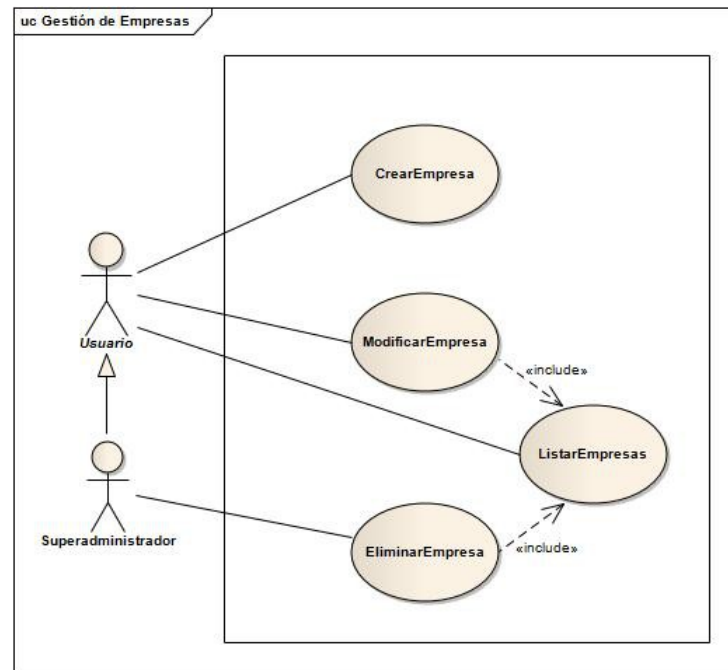 uc Gestión de Empresas
CrearEmpresa
Usuario
ModificarEmpresa
«include»
ListarEmpresas
Superadministrador
EliminarEmpresa
«include»